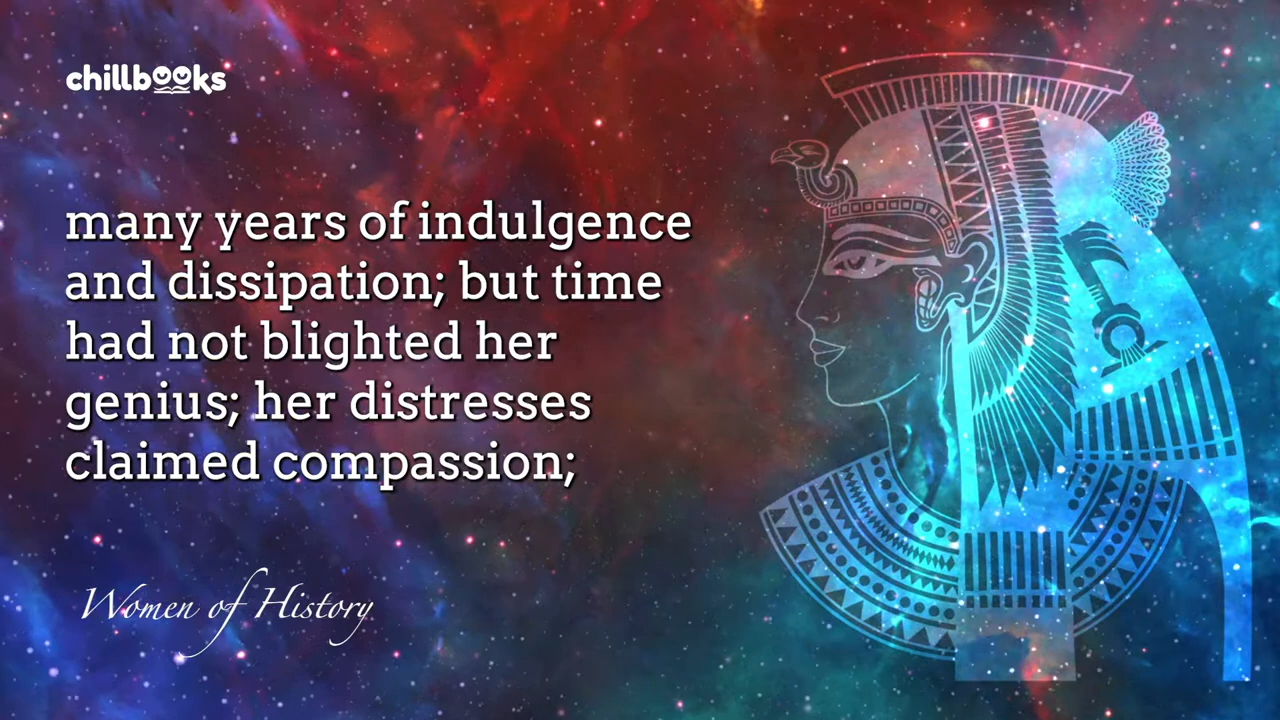 chillbooks
many years of indulgence
and dissipation; but time
had not blighted her
genius; her distresses
claimed compassion;
Women of History